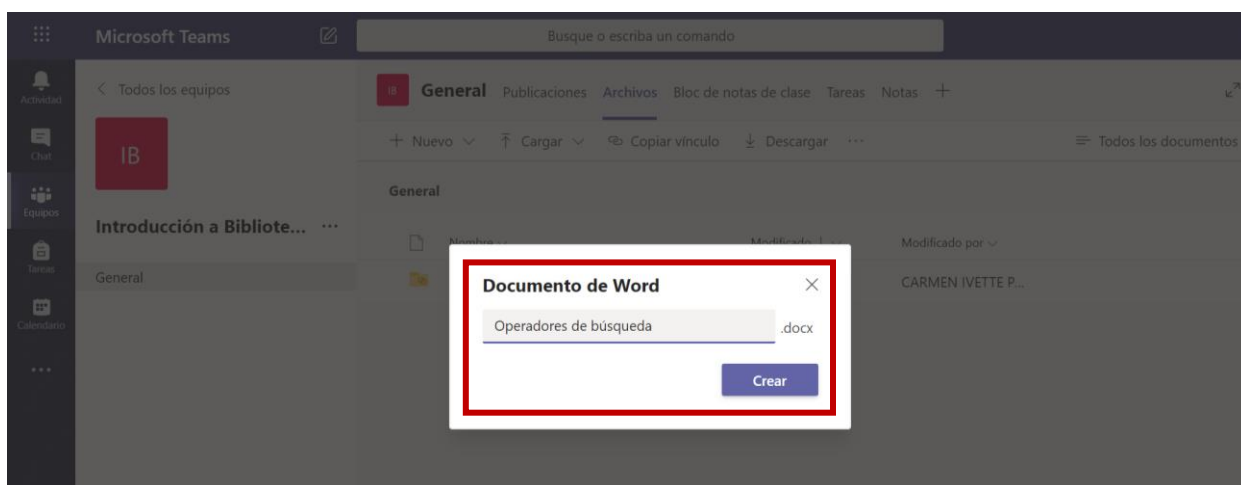 Microsoft Teams
Busque o escriba un comando
Actividad
Chat
Equipos
Tareas
Calendario
Todos los equipos
IB
Introducción a Bibliote... ...
General
IB General Publicaciones Archivos Bloc de notas de clase Tareas Notas
Nuevo Cargar Copiar vínculo Descargar ... Todos los documentos
General
Nombre Modificado Modificado por
CARMEN IVETTE P...
Documento de Word
Operadores de búsqueda .docx
Crear